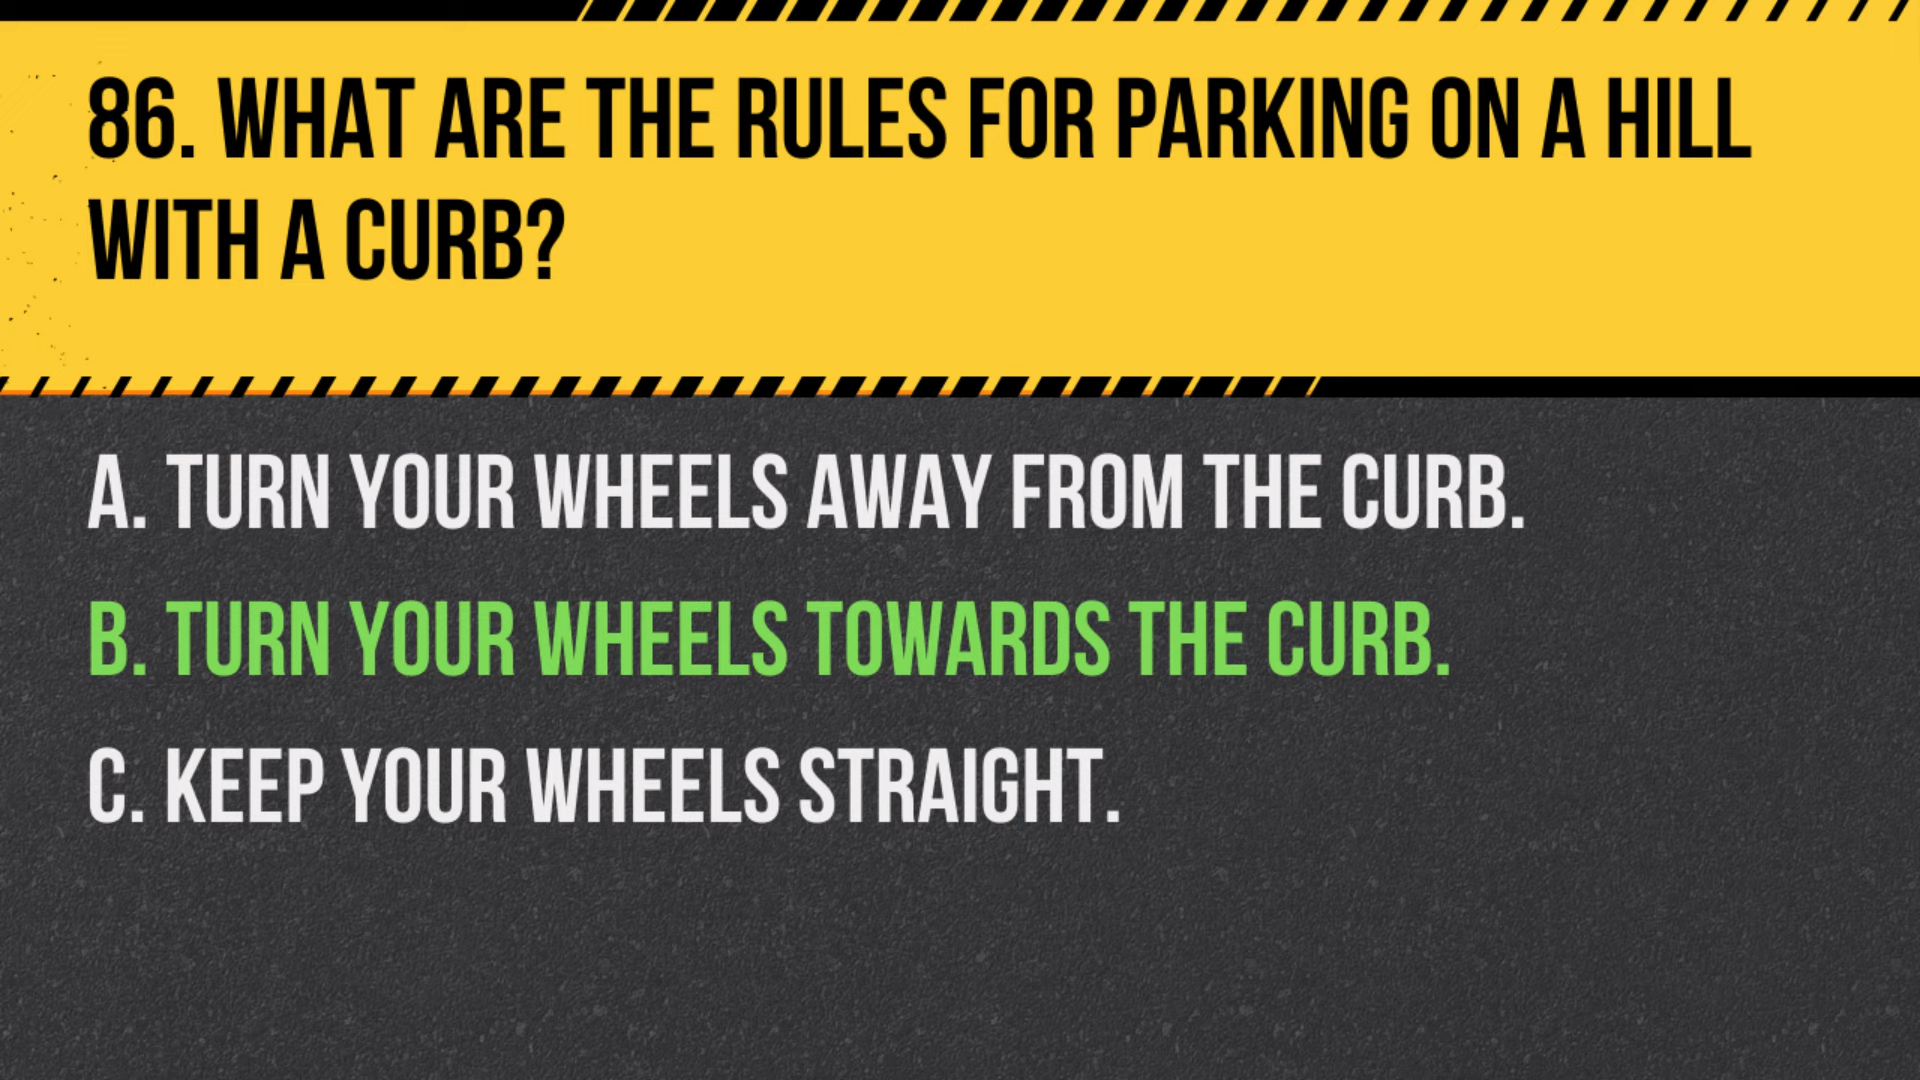 86. WHAT ARE THE RULES FOR PARKING ON A HILL
WITH A CURB?
A. TURN YOUR WHEELS AWAY FROM THE CURB.
B. TURN YOUR WHEELS TOWARDS THE CURB.
C. KEEP YOUR WHEELS STRAIGHT.